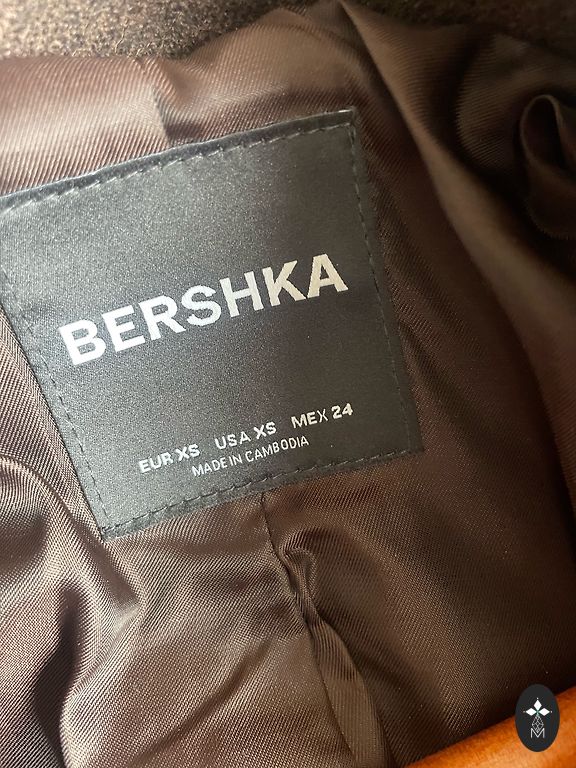 BERSHKA
EUR XS USA XS MEX 24
MADE IN CAMBODIA
M